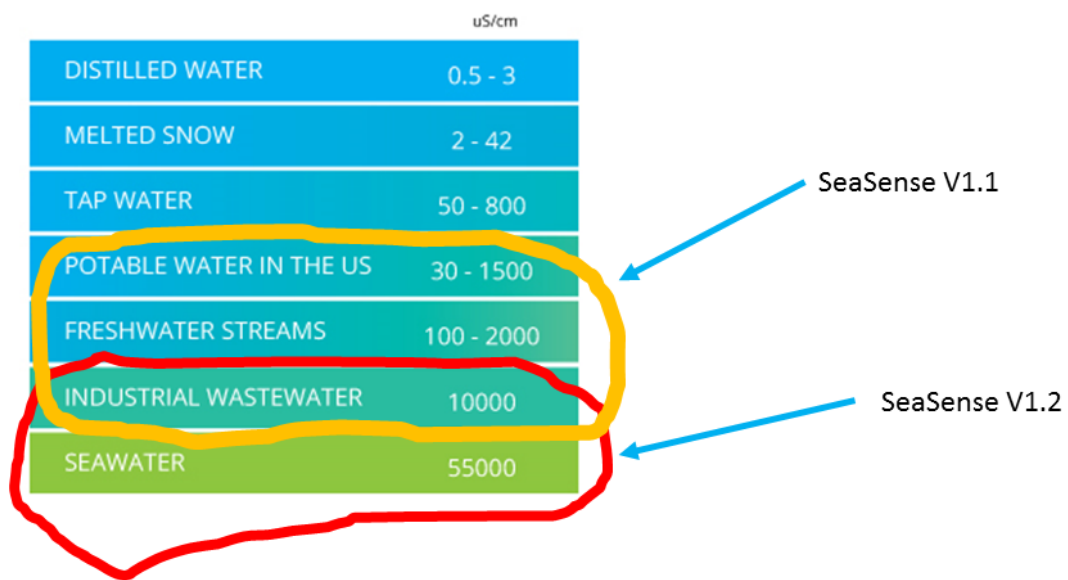 uS/cm
DISTILLED WATER 0.5 - 3
MELTED SNOW 2 - 42
TAP WATER 50 - 800
POTABLE WATER IN THE US 30 - 1500
FRESHWATER STREAMS 100 - 2000
INDUSTRIAL WASTEWATER 10000
SEAWATER 55000
SeaSense V1.1
SeaSense V1.2